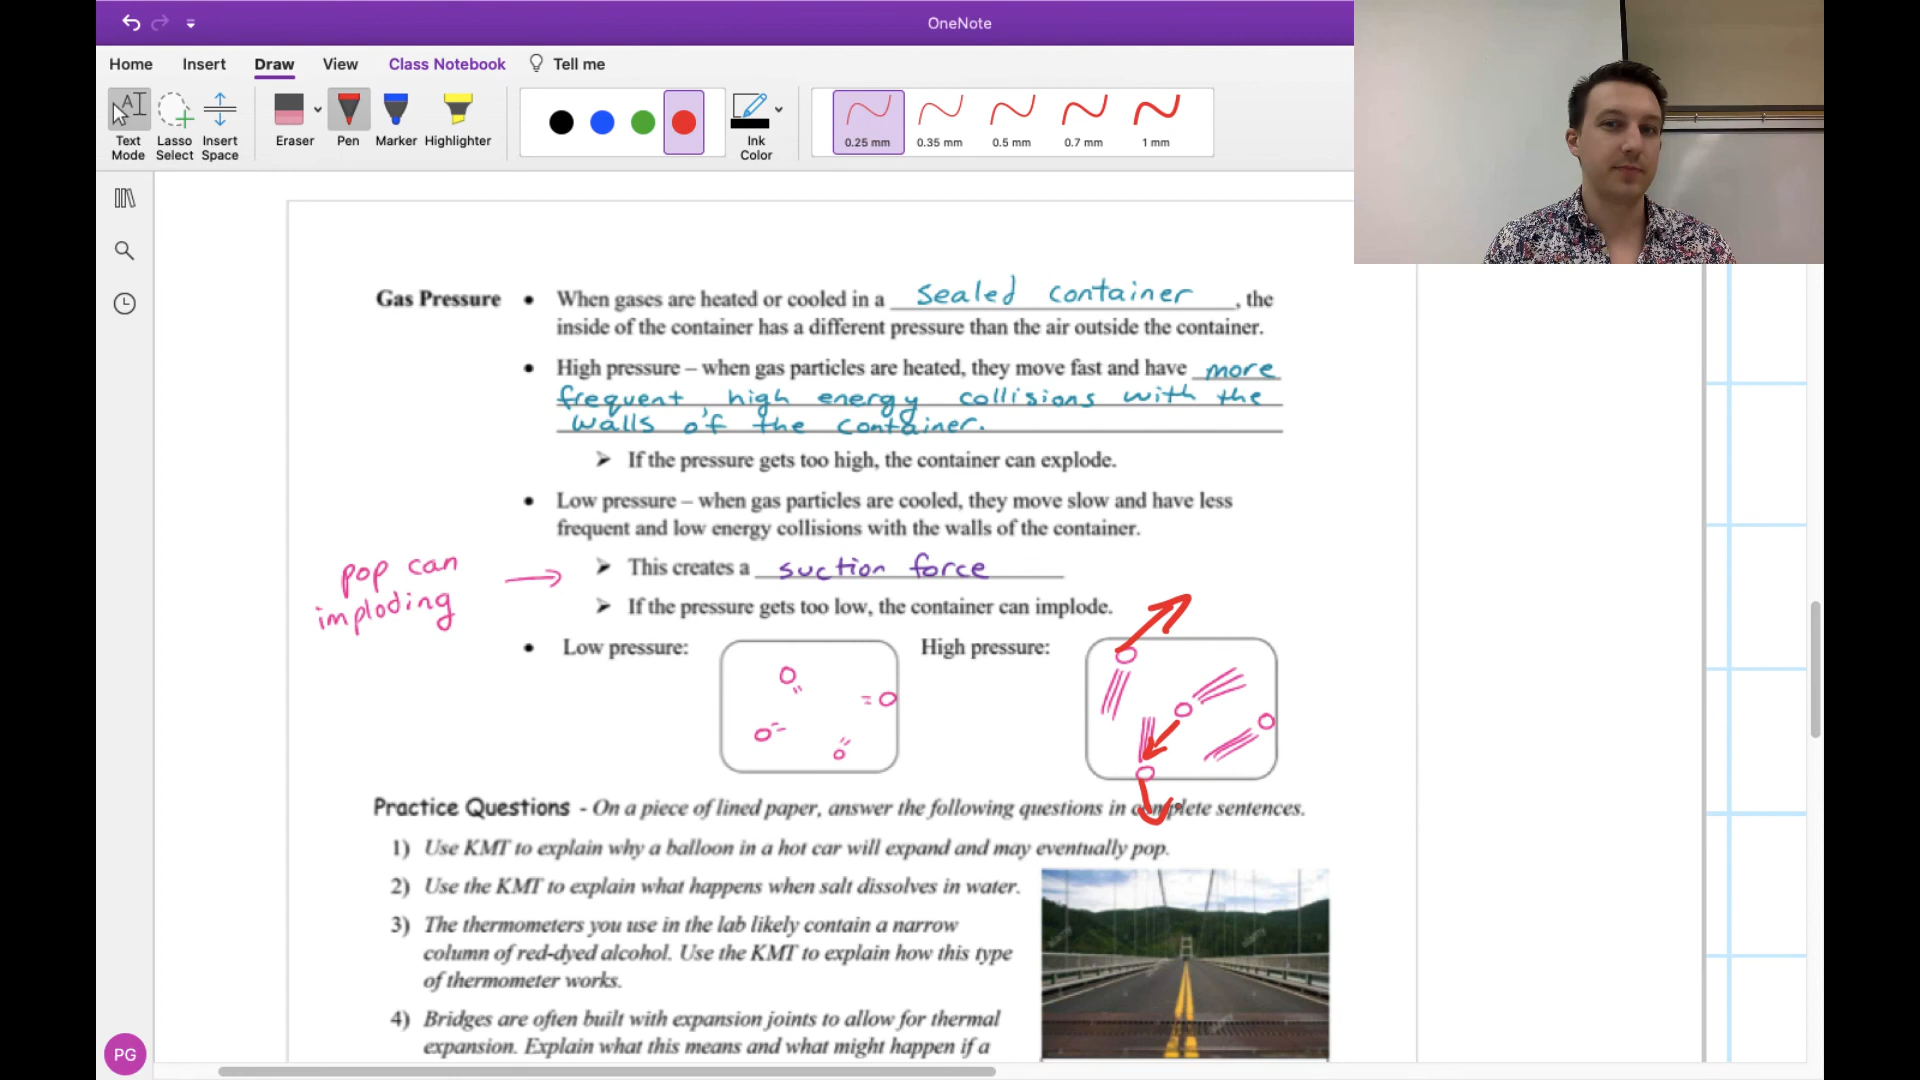 OneNote
Home Insert Draw View Class Notebook Tell me
Text Mode
Lasso Select
Insert Space
Eraser
Pen
Marker
Highlighter
Ink Color
0.25 mm
0.35 mm
0.5 mm
0.7 mm
1 mm
Gas Pressure • When gases are heated or cooled in a sealed container, the
inside of the container has a different pressure than the air outside the container.
• High pressure – when gas particles are heated, they move fast and have more
frequent, high energy collisions with the
walls of the container.
➤ If the pressure gets too high, the container can explode.
• Low pressure – when gas particles are cooled, they move slow and have less
frequent and low energy collisions with the walls of the container.
pop can
imploding
➤ This creates a suction force
➤ If the pressure gets too low, the container can implode.
• Low pressure: High pressure:
Practice Questions - On a piece of lined paper, answer the following questions in complete sentences.
1) Use KMT to explain why a balloon in a hot car will expand and may eventually pop.
2) Use the KMT to explain what happens when salt dissolves in water.
3) The thermometers you use in the lab likely contain a narrow
column of red-dyed alcohol. Use the KMT to explain how this type
of thermometer works.
4) Bridges are often built with expansion joints to allow for thermal
expansion. Explain what this means and what might happen if a
PG